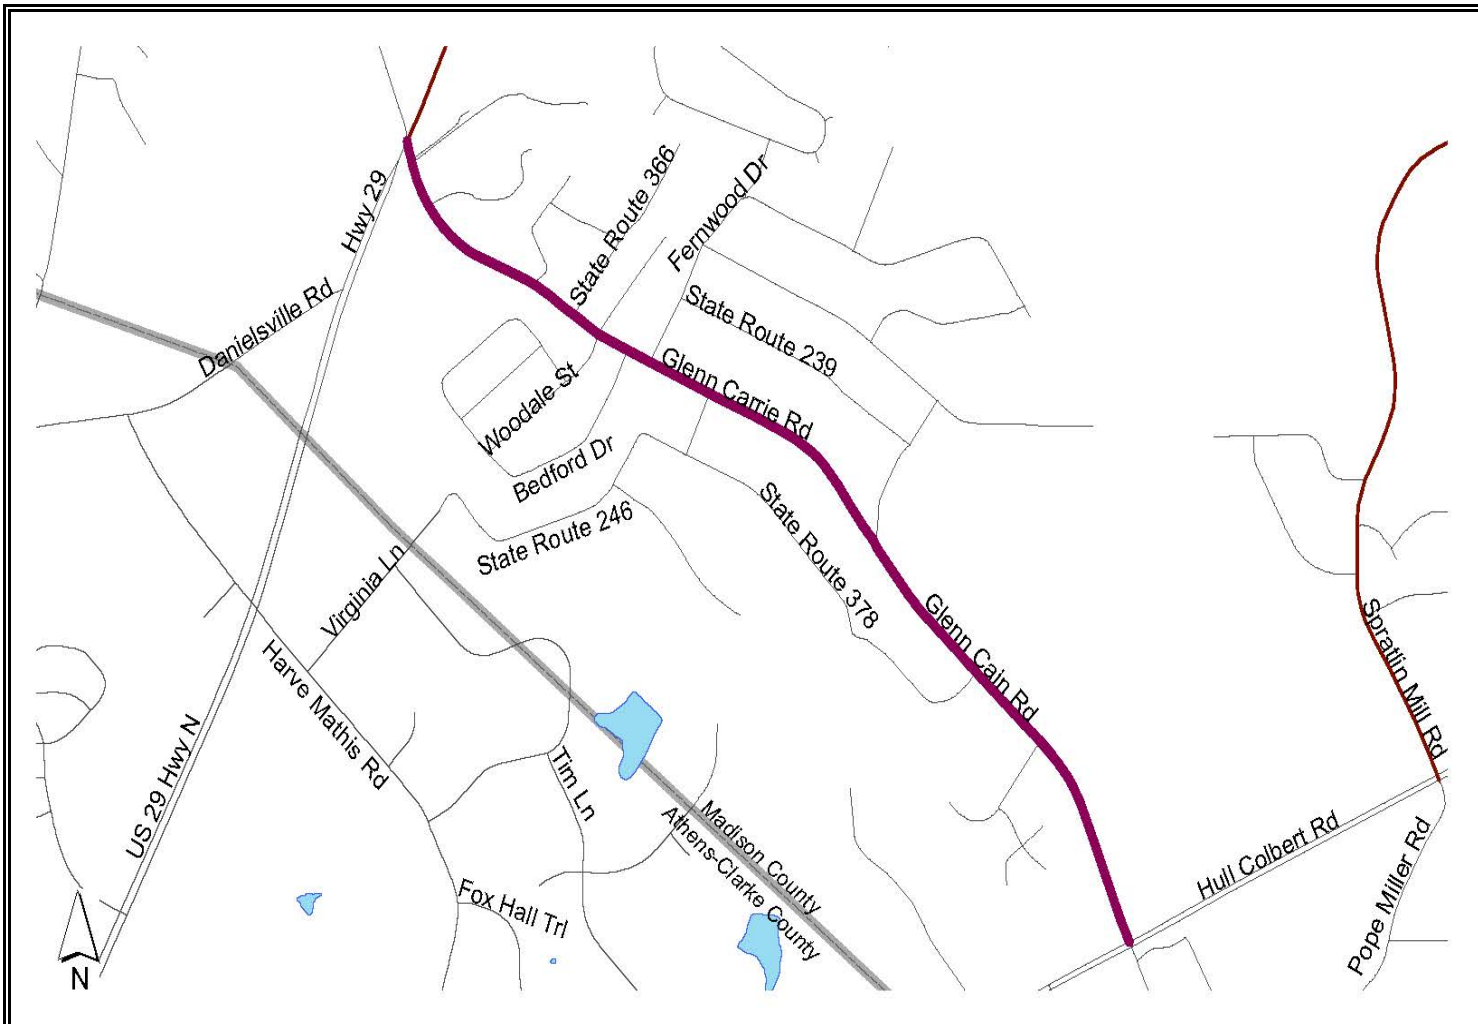 State Route 366
Fernwood Dr
Hwy 29
Danielsville Rd
State Route 239
Glenn Carrie Rd
Woodale St
Bedford Dr
State Route 246
State Route 378
Virginia Ln
Glenn Cain Rd
Spratlin Mill Rd
Harve Mathis Rd
US 29 Hwy N
Tim Ln
Madison County
Athens-Clarke County
Hull Colbert Rd
Pope Miller Rd
Fox Hall Trl
N